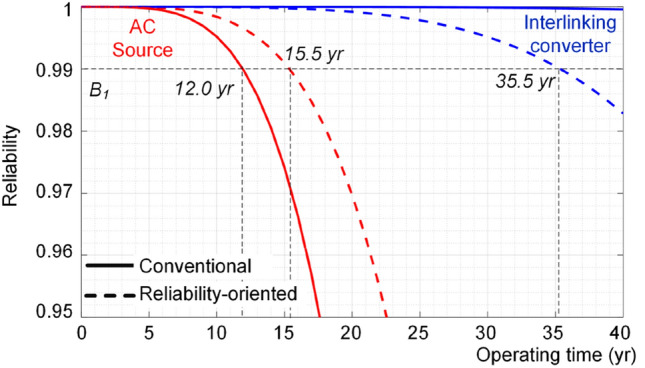 1
0.99
0.98
0.97
0.96
0.95
Reliability
AC
Source
Interlinking
converter
15.5 yr
12.0 yr
35.5 yr
B1
Conventional
Reliability-oriented
0 5 10 15 20 25 30 35 40
Operating time (yr)